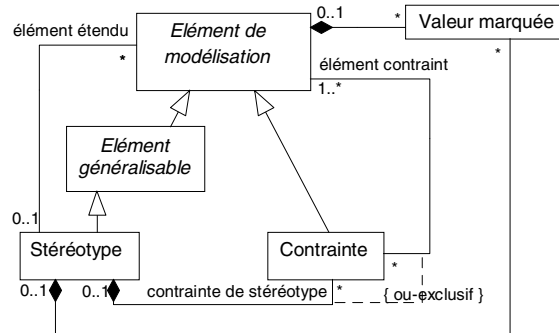 0..1
*
Valeur marquée
Elément de
modélisation
élément étendu
*
*
élément contraint
1..*
Elément
généralisable
0..1
Stéréotype
Contrainte
*
0..1
0..1
contrainte de stéréotype
*
{ ou-exclusif }